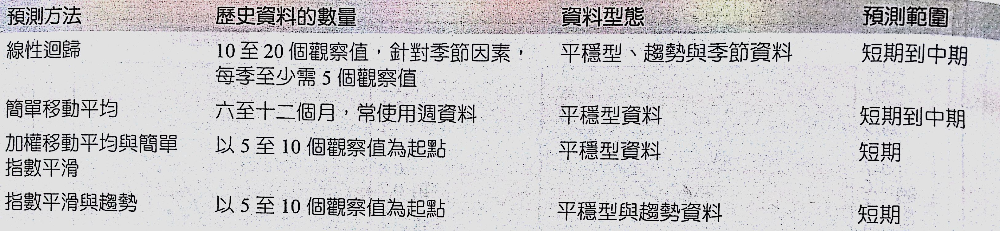 預測方法 歷史資料的數量 資料型態 預測範圍
線性迴歸 10 至 20 個觀察值，針對季節因素， 平穩型、趨勢與季節資料 短期到中期
每季至少需 5 個觀察值
簡單移動平均 六至十二個月，常使用週資料 平穩型資料 短期到中期
加權移動平均與簡單 以 5 至 10 個觀察值為起點 平穩型資料 短期
指數平滑
指數平滑與趨勢 以 5 至 10 個觀察值為起點 平穩型與趨勢資料 短期